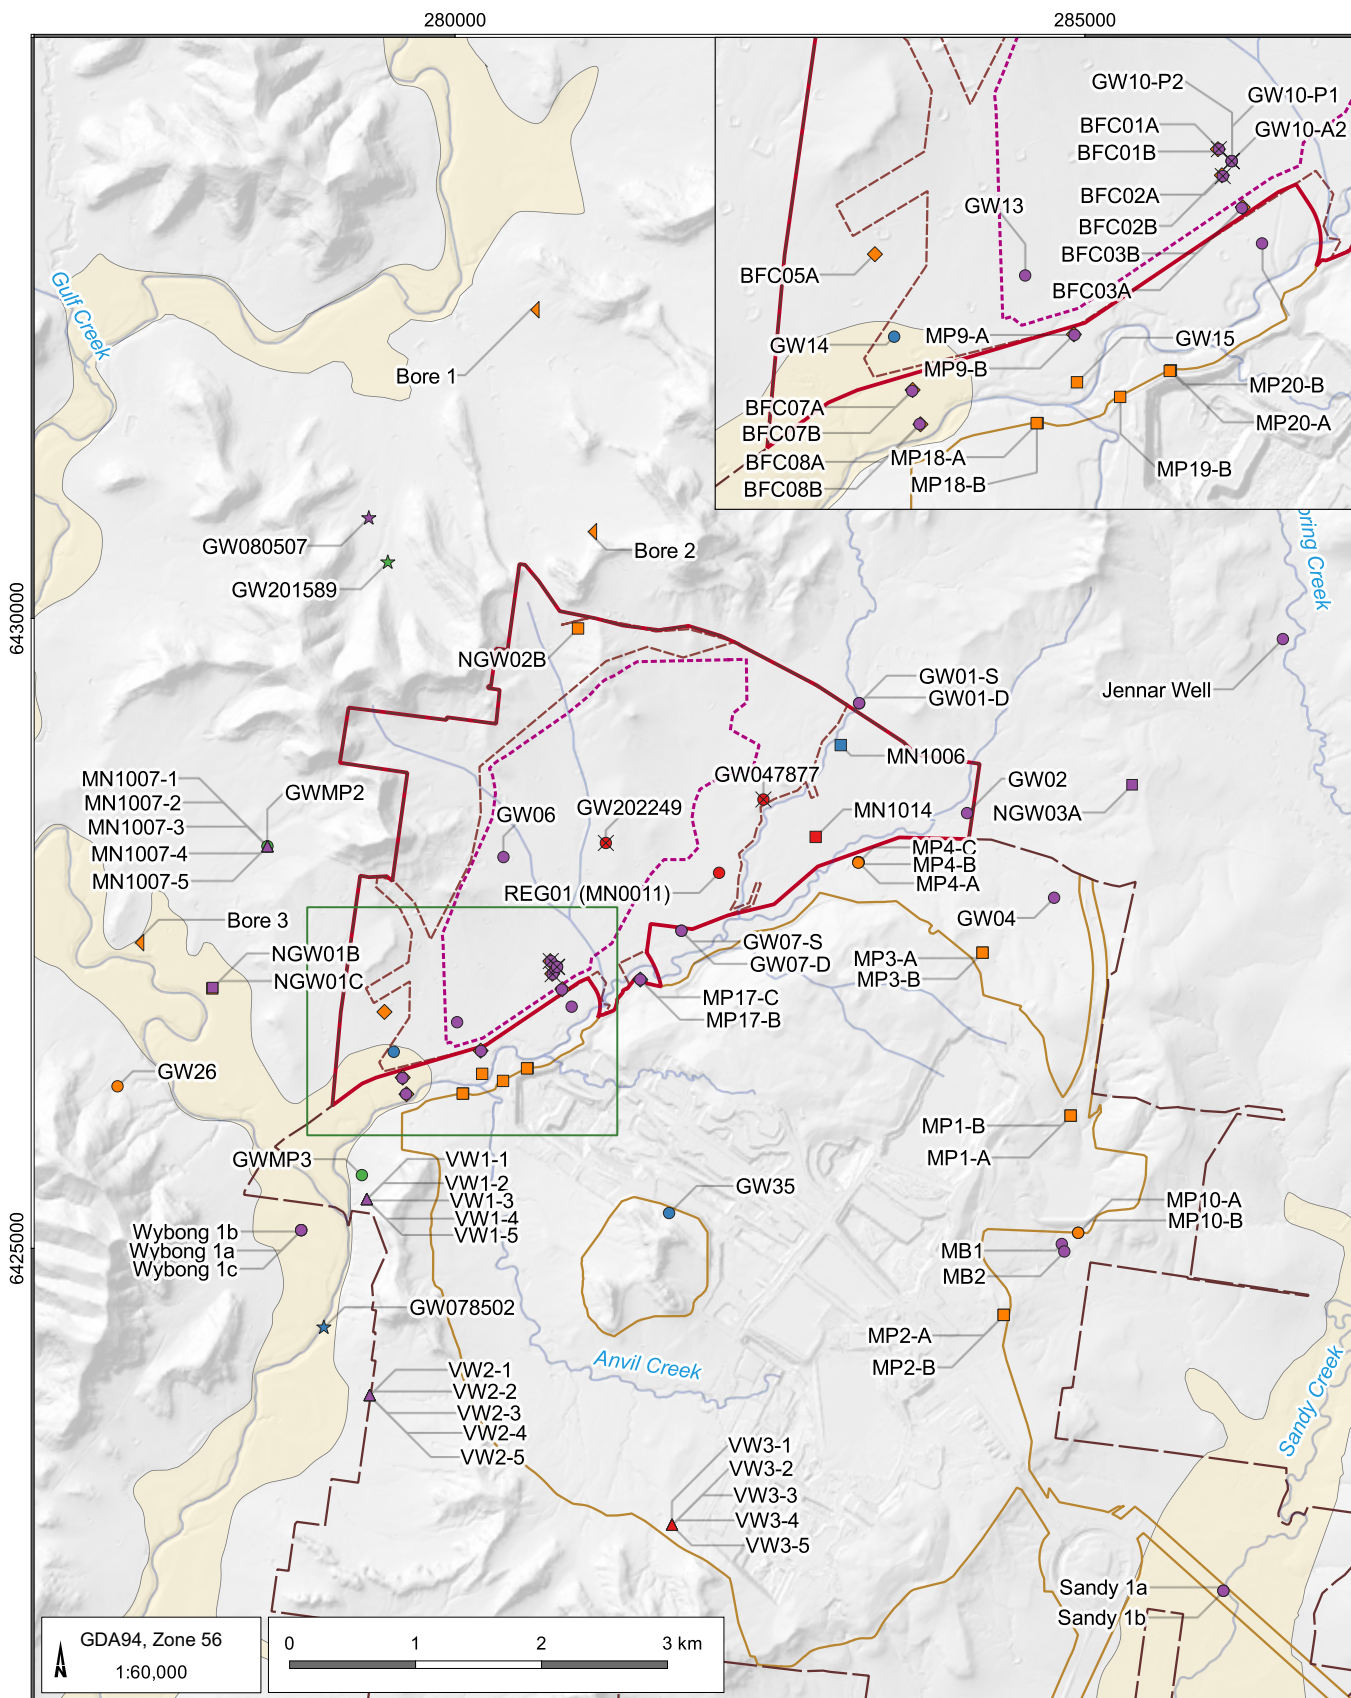 280000
285000
6430000
6425000
GW10-P2
GW10-P1
BFC01A
GW10-A2
BFC01B
BFC02A
GW13
BFC02B
BFC03B
BFC05A
BFC03A
GW14
MP9-A
GW15
MP9-B
MP20-B
BFC07A
MP20-A
BFC07B
BFC08A
MP18-A
MP19-B
BFC08B
MP18-B
Gulf Creek
Bore 1
GW080507
Bore 2
GW201589
pring Creek
NGW02B
GW01-S
GW01-D
Jennar Well
MN1006
MN1007-1
MN1007-2
MN1007-3
MN1007-4
MN1007-5
GWMP2
GW047877
GW02
NGW03A
GW06
GW202249
MN1014
MP4-C
MP4-B
MP4-A
REG01 (MN0011)
Bore 3
GW04
NGW01B
NGW01C
GW07-S
GW07-D
MP3-A
MP3-B
MP17-C
MP17-B
GW26
MP1-B
MP1-A
GWMP3
VW1-1
VW1-2
VW1-3
VW1-4
VW1-5
GW35
MP10-A
MP10-B
Wybong 1b
Wybong 1a
Wybong 1c
MB1
MB2
GW078502
MP2-A
MP2-B
Anvil Creek
VW2-1
VW2-2
VW2-3
VW2-4
VW2-5
Sandy Creek
VW3-1
VW3-2
VW3-3
VW3-4
VW3-5
Sandy 1a
Sandy 1b
GDA94, Zone 56
1:60,000
N
0 1 2 3 km